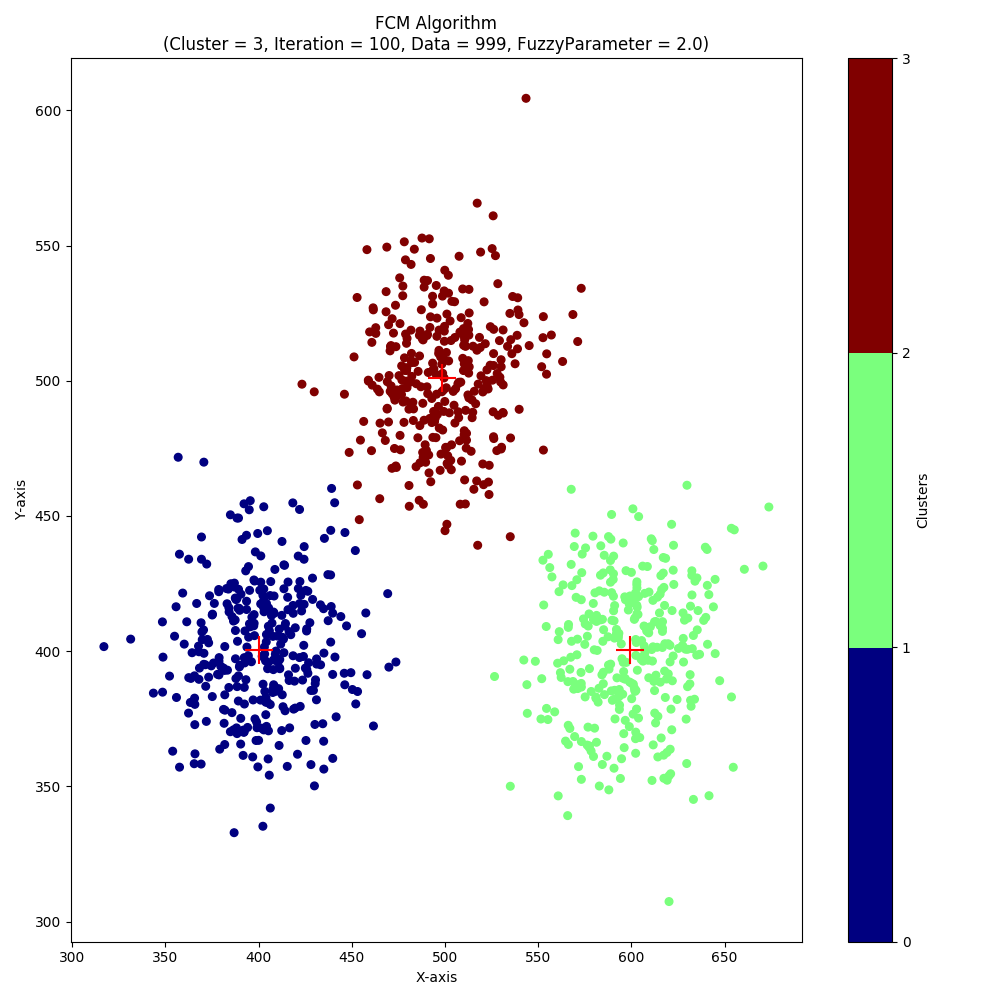 FCM Algorithm
(Cluster = 3, Iteration = 100, Data = 999, FuzzyParameter = 2.0)
600
550
500
450
400
350
300
Y-axis
300 350 400 450 500 550 600 650
X-axis
3
2
1
0
Clusters